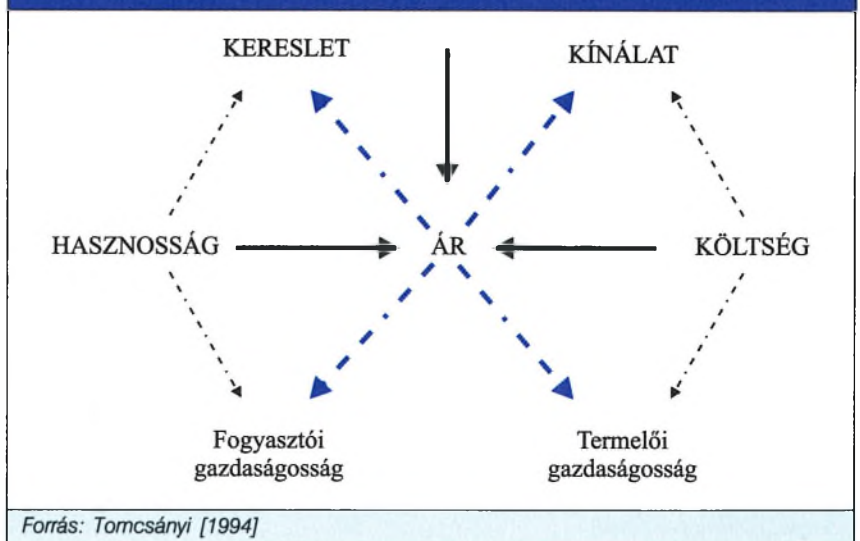 KERESLET
KÍNÁLAT
HASZNOSSÁG
ÁR
KÖLTSÉG
Fogyasztói
gazdaságosság
Termelői
gazdaságosság
Forrás: Tomcsányi [1994]